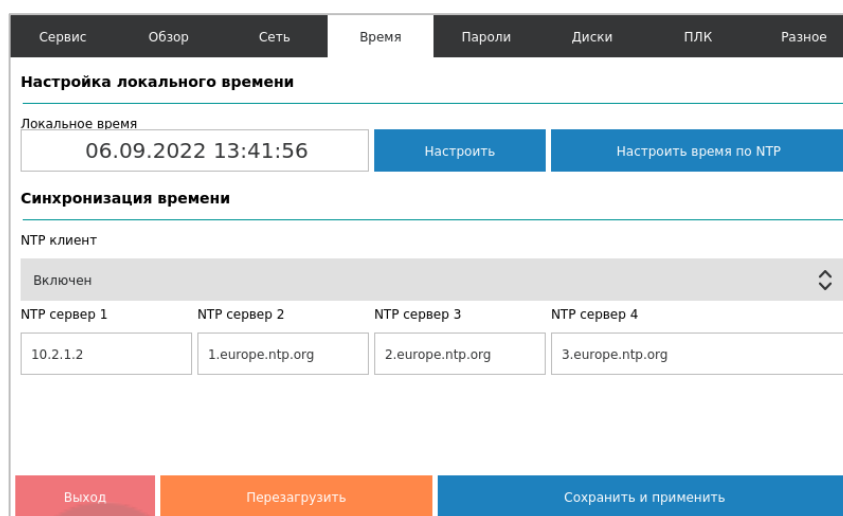 Сервис Обзор Сеть Время Пароли Диски ПЛК Разное
Настройка локального времени
Локальное время
06.09.2022 13:41:56 Настроить Настроить время по NTP
Синхронизация времени
NTP клиент
Включен
NTP сервер 1 NTP сервер 2 NTP сервер 3 NTP сервер 4
10.2.1.2 1.europe.ntp.org 2.europe.ntp.org 3.europe.ntp.org
Выход Перезагрузить Сохранить и применить